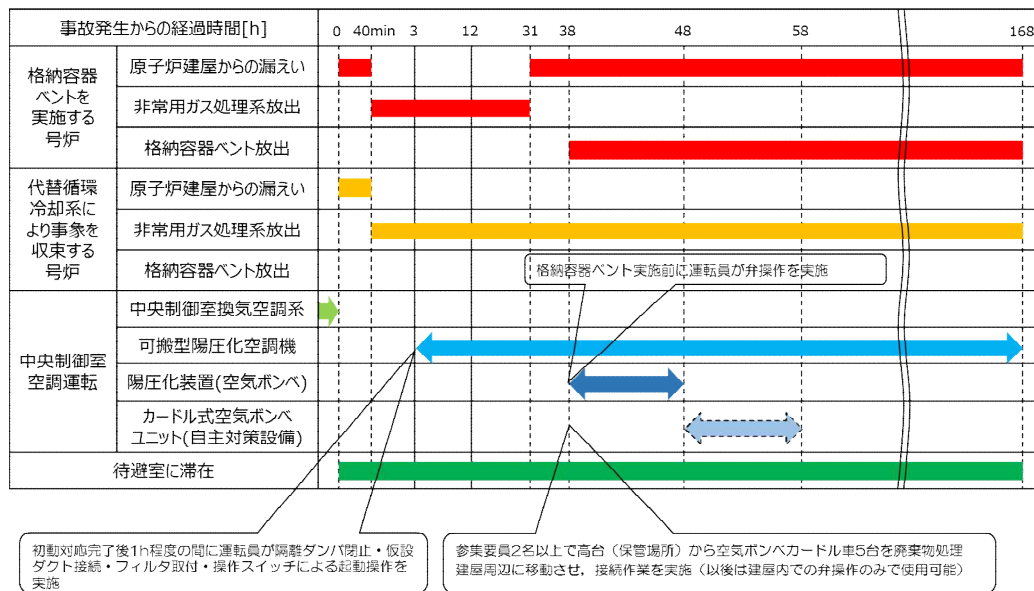 事故発生からの経過時間[h]
0 40min 3 12 31 38 48 58 168
格納容器
ベントを
実施する
号炉
原子炉建屋からの漏えい
非常用ガス処理系放出
格納容器ベント放出
代替循環
冷却系に
より事象を
収束する
号炉
原子炉建屋からの漏えい
非常用ガス処理系放出
格納容器ベント放出
格納容器ベント実施前に運転員が弁操作を実施
中央制御室
空調運転
中央制御室換気空調系
可搬型陽圧化空調機
陽圧化装置(空気ボンベ)
カードル式空気ボンベ
ユニット(自主対策設備)
待避室に滞在
初動対応完了後1h程度の間に運転員が隔離ダンパ閉止・仮設
ダクト接続・フィルタ取付・操作スイッチによる起動操作を
実施
参集要員2名以上で高台（保管場所）から空気ボンベカードル車5台を廃棄物処理
建屋周辺に移動させ，接続作業を実施（以後は建屋内での弁操作のみで使用可能）